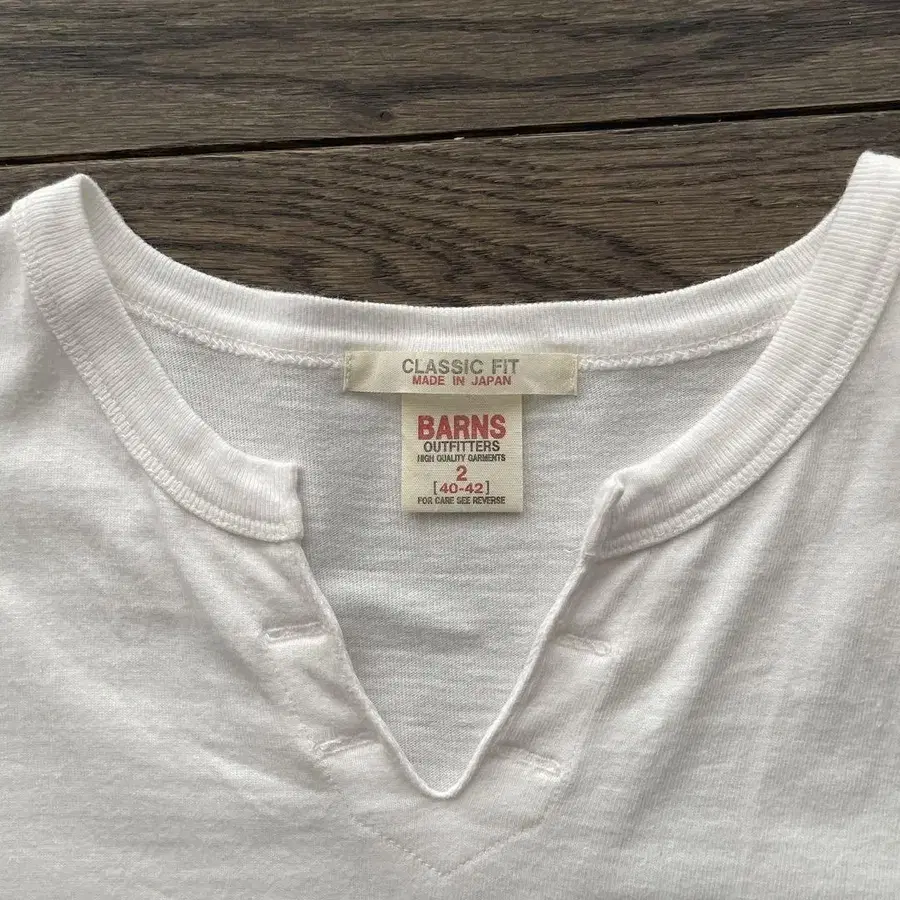 CLASSIC FIT
MADE IN JAPAN
BARNS
OUTFITTERS
HIGH QUALITY GARMENTS
2
[40-42]
FOR CARE SEE REVERSE